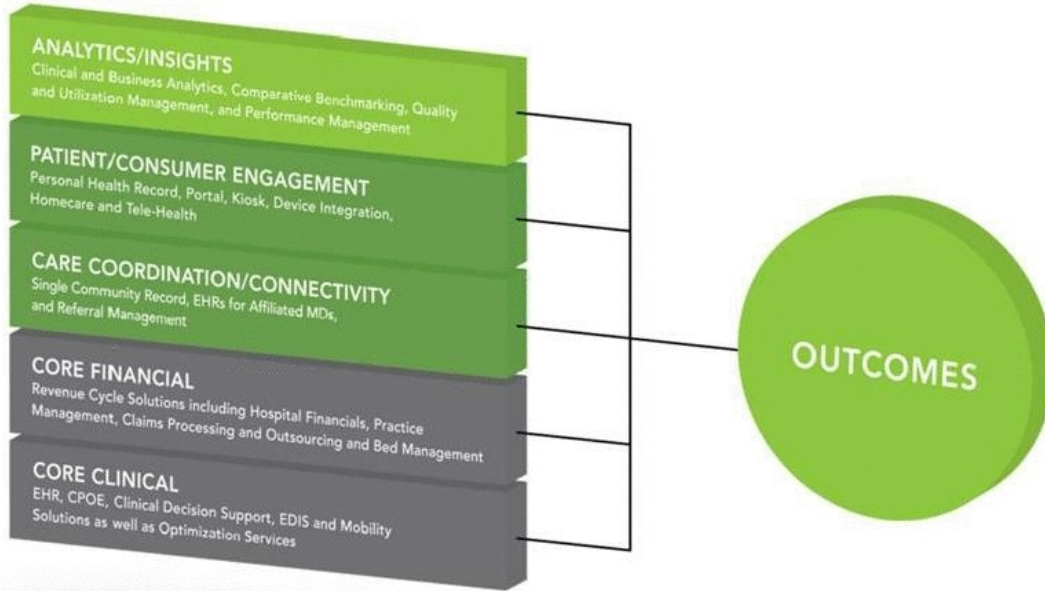 ANALYTICS/INSIGHTS
Clinical and Business Analytics, Comparative Benchmarking, Quality
and Utilization Management, and Performance Management
PATIENT/CONSUMER ENGAGEMENT
Personal Health Record, Portal, Kiosk, Device Integration,
Homecare and Tele-Health
CARE COORDINATION/CONNECTIVITY
Single Community Record, EHRs for Affiliated MDs,
and Referral Management
CORE FINANCIAL
Revenue Cycle Solutions including Hospital Financials, Practice
Management, Claims Processing and Outsourcing and Bed Management
CORE CLINICAL
EHR, CPOE, Clinical Decision Support, EDIS and Mobility
Solutions as well as Optimization Services
OUTCOMES